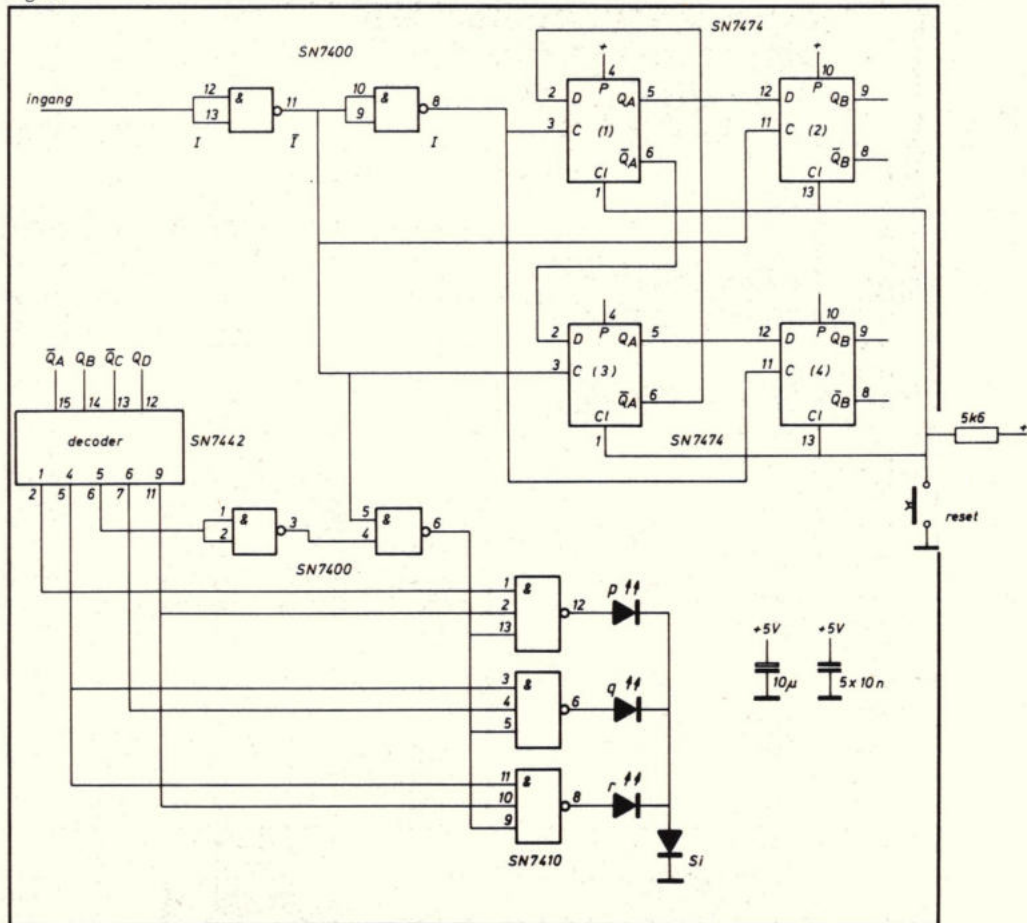 SN7400
SN7474
ingang
12
13
&
11
I
Ī
10
9
&
8
I
+
4
P
2 D
QA 5
3 C (1)
Q̄A 6
Cl
1
+
10
P
12 D
QB 9
11 C (2)
Q̄B 8
Cl
13
4
P
2 D
QA 5
3 C (3)
Q̄A 6
Cl
1
SN7474
10
P
12 D
QB 9
11 C (4)
Q̄B 8
Cl
13
5k6
+
reset
Q̄A QB Q̄C QD
15 14 13 12
decoder
SN7442
1 4 5 6 9
2 5 6 7 11
1
2
&
3
5
4
&
6
SN7400
1
2
13
&
12
p
3
4
5
&
6
q
11
10
9
&
8
r
SN7410
Si
+5V
10μ
+5V
5x10n